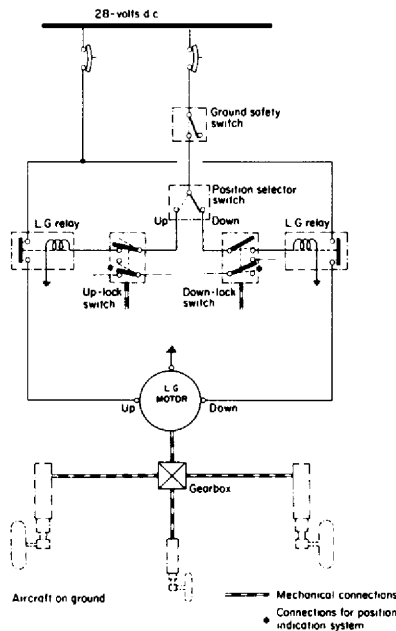 28-volts d.c
Ground safety
switch
Position selector
switch
Up
Down
L G relay
L G relay
Up-lock
switch
Down-lock
switch
L G
MOTOR
Up
Down
Gearbox
Aircraft on ground
Mechanical connections
* Connections for position
indication system